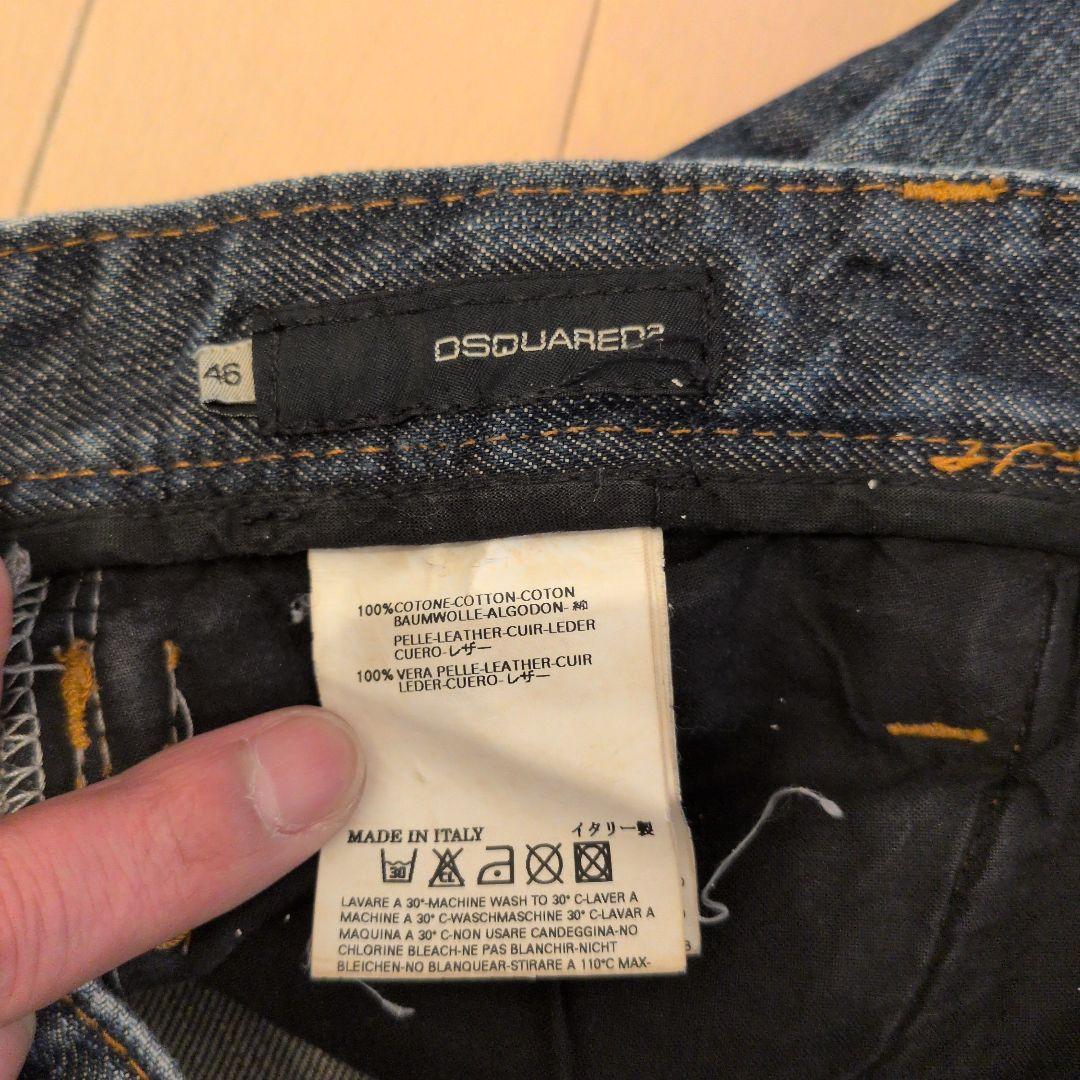 DSQUARED2
46
100%COTONE-COTTON-COTON
BAUMWOLLE-ALGODON-綿
PELLE-LEATHER-CUIR-LEDER
CUERO-レザー
100% VERA PELLE-LEATHER-CUIR
LEDER-CUERO-レザー
MADE IN ITALY イタリー製
30 CL
LAVARE A 30°-MACHINE WASH TO 30° C-LAVER A
MACHINE A 30° C-WASCHMASCHINE 30° C-LAVAR A
MAQUINA A 30° C-NON USARE CANDEGGINA-NO
CHLORINE BLEACH-NE PAS BLANCHIR-NICHT
BLEICHEN-NO BLANQUEAR-STIRARE A 110°C MAX-